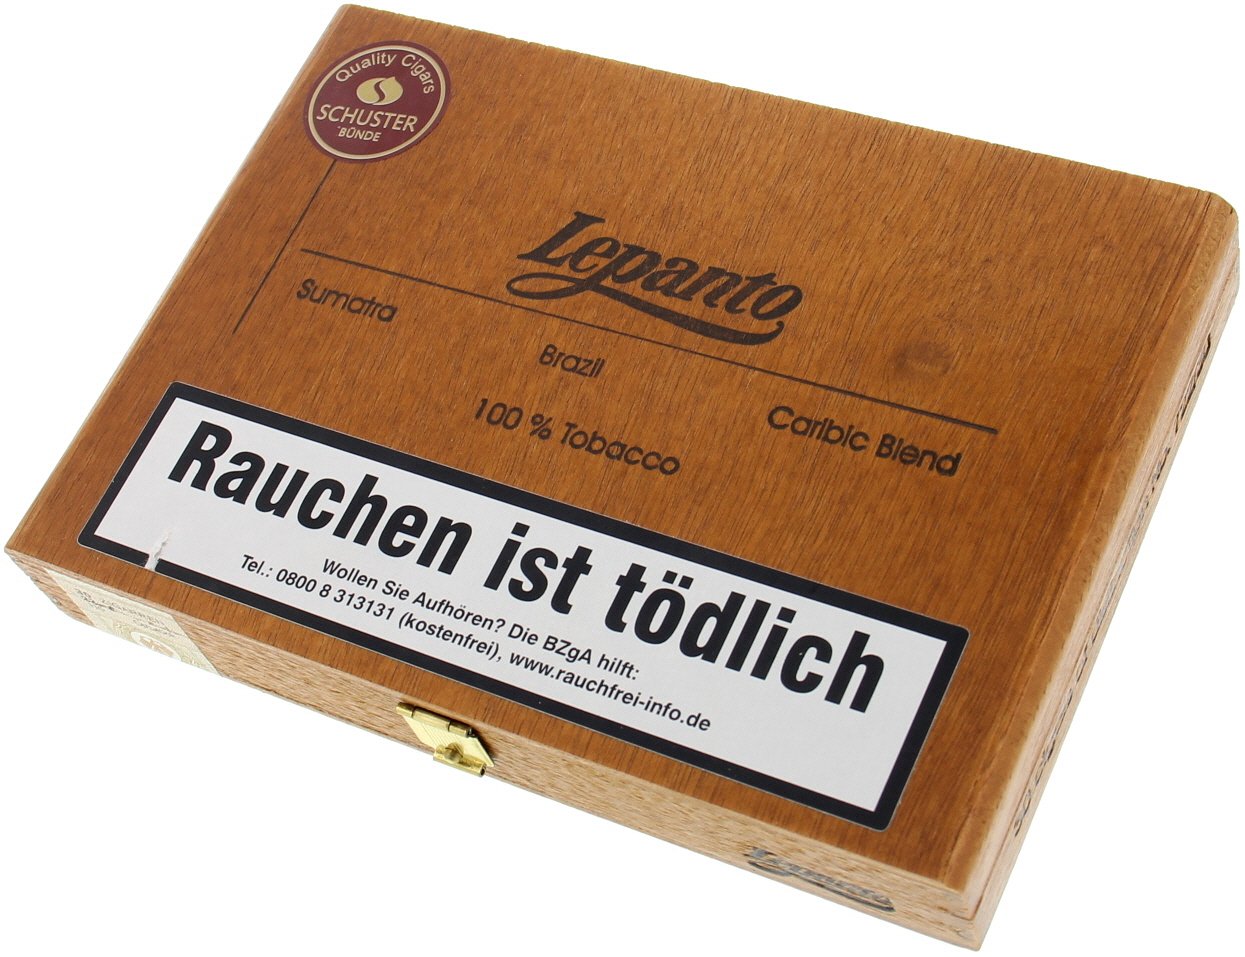 Quality Cigars
SCHUSTER
BÜNDE
Lepanto
Sumatra
Brazil
Caribic Blend
100 % Tobacco
Rauchen ist tödlich
Wollen Sie Aufhören? Die BZgA hilft:
Tel.: 0800 8 313131 (kostenfrei), www.rauchfrei-info.de
Lepanto